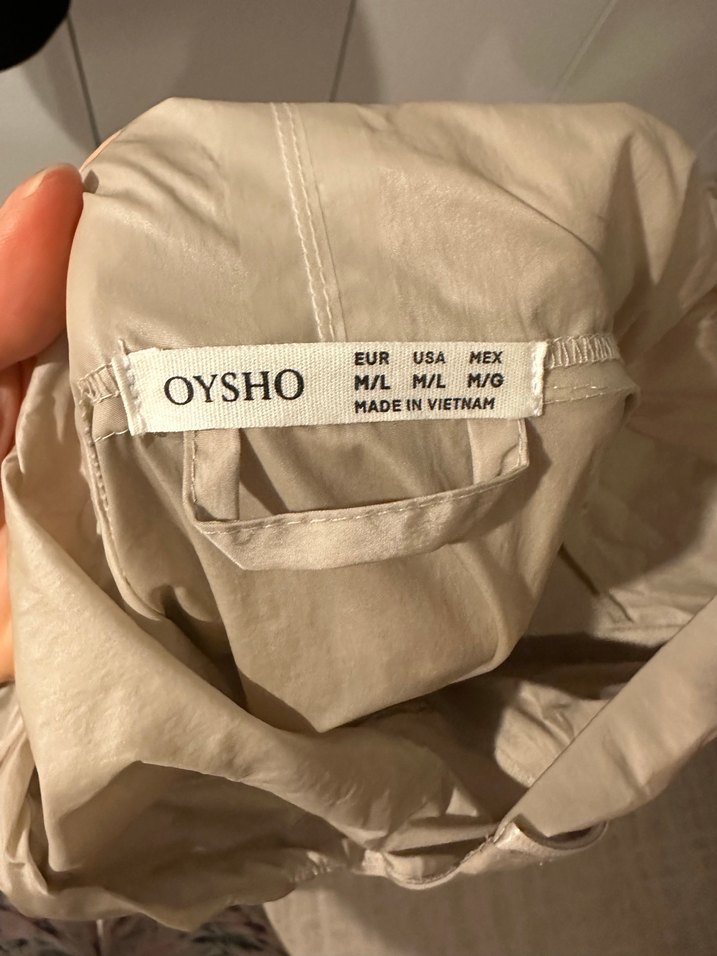 OYSHO
EUR USA MEX
M/L M/L M/G
MADE IN VIETNAM